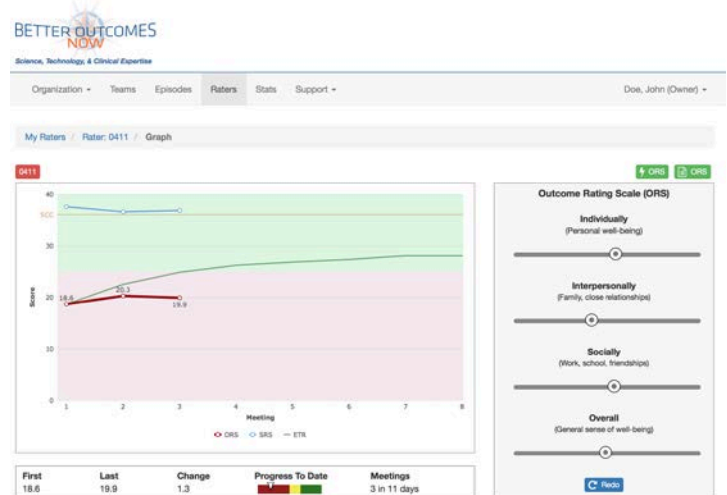 BETTER OUTCOMES
NOW
Science, Technology, & Clinical Expertise
Organization Teams Episodes Raters Stats Support Doe, John (Owner)
My Raters / Rater: 0411 / Graph
0411
ORS ORS
40
SCC
30
20
10
0
Score
18.6
20.3
19.9
1 2 3 4 5 6 7 8
Meeting
ORS SRS ETR
Outcome Rating Scale (ORS)
Individually
(Personal well-being)
Interpersonally
(Family, close relationships)
Socially
(Work, school, friendships)
Overall
(General sense of well-being)
Redo
First Last Change Progress To Date Meetings
18.6 19.9 1.3 3 in 11 days